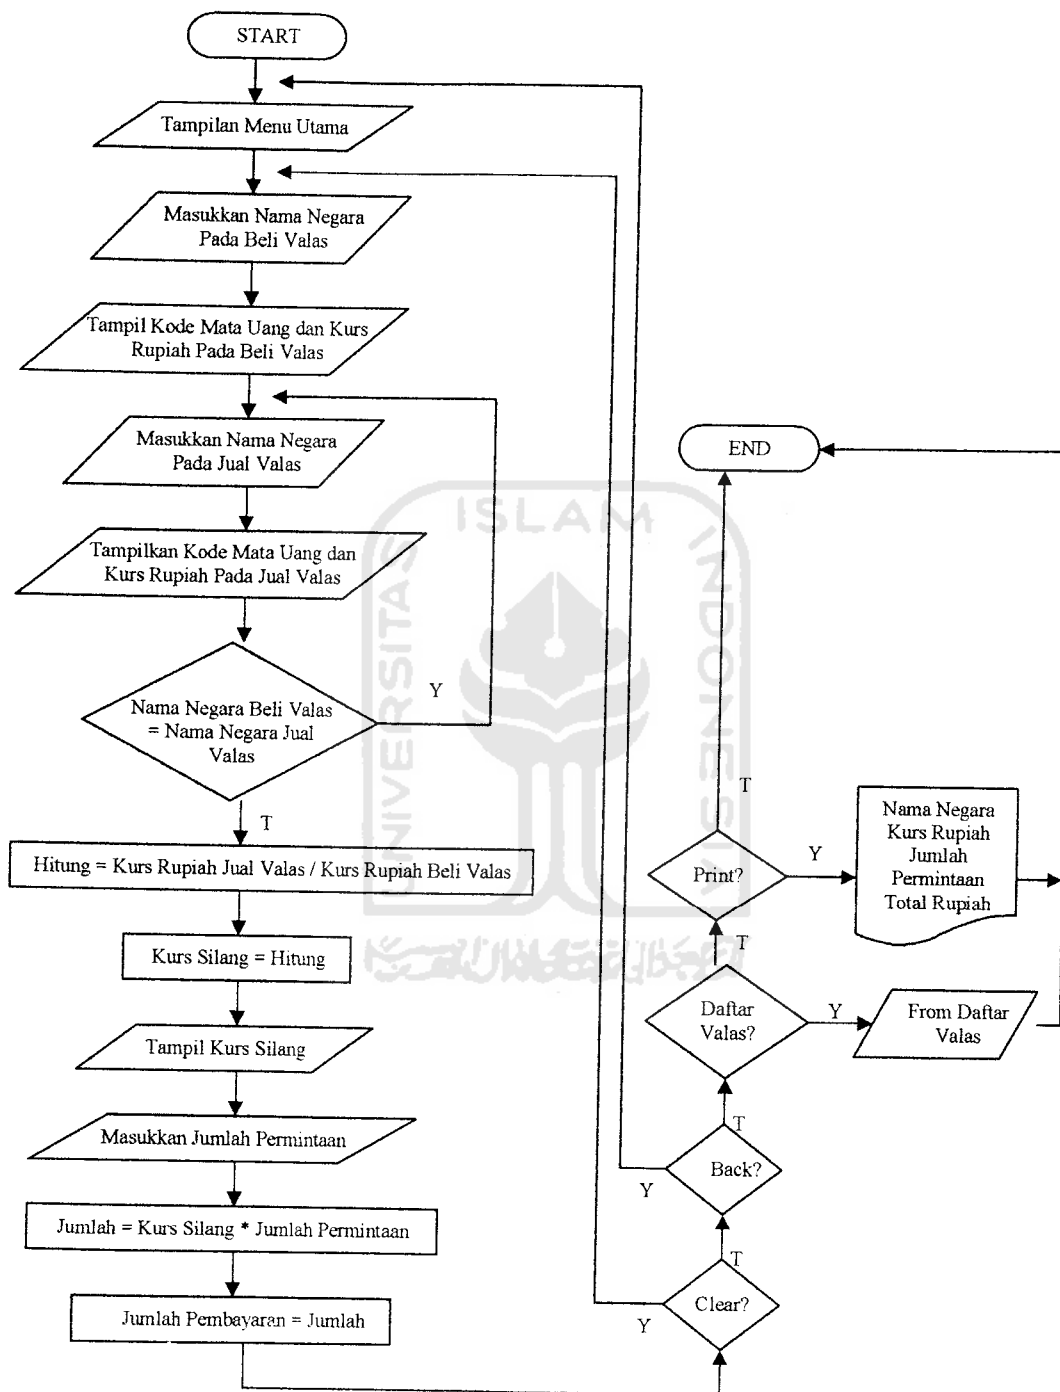 START
Tampilan Menu Utama
Masukkan Nama Negara
Pada Beli Valas
Tampil Kode Mata Uang dan Kurs
Rupiah Pada Beli Valas
Masukkan Nama Negara
Pada Jual Valas
Tampilkan Kode Mata Uang dan
Kurs Rupiah Pada Jual Valas
Nama Negara Beli Valas
= Nama Negara Jual
Valas
Y
T
Hitung = Kurs Rupiah Jual Valas / Kurs Rupiah Beli Valas
Kurs Silang = Hitung
Tampil Kurs Silang
Masukkan Jumlah Permintaan
Jumlah = Kurs Silang * Jumlah Permintaan
Jumlah Pembayaran = Jumlah
Clear?
Y
T
Back?
Y
T
Daftar
Valas?
Y
From Daftar
Valas
T
Print?
Y
Nama Negara
Kurs Rupiah
Jumlah
Permintaan
Total Rupiah
T
END
UNIVERSITAS
ISLAM
INDONESIA